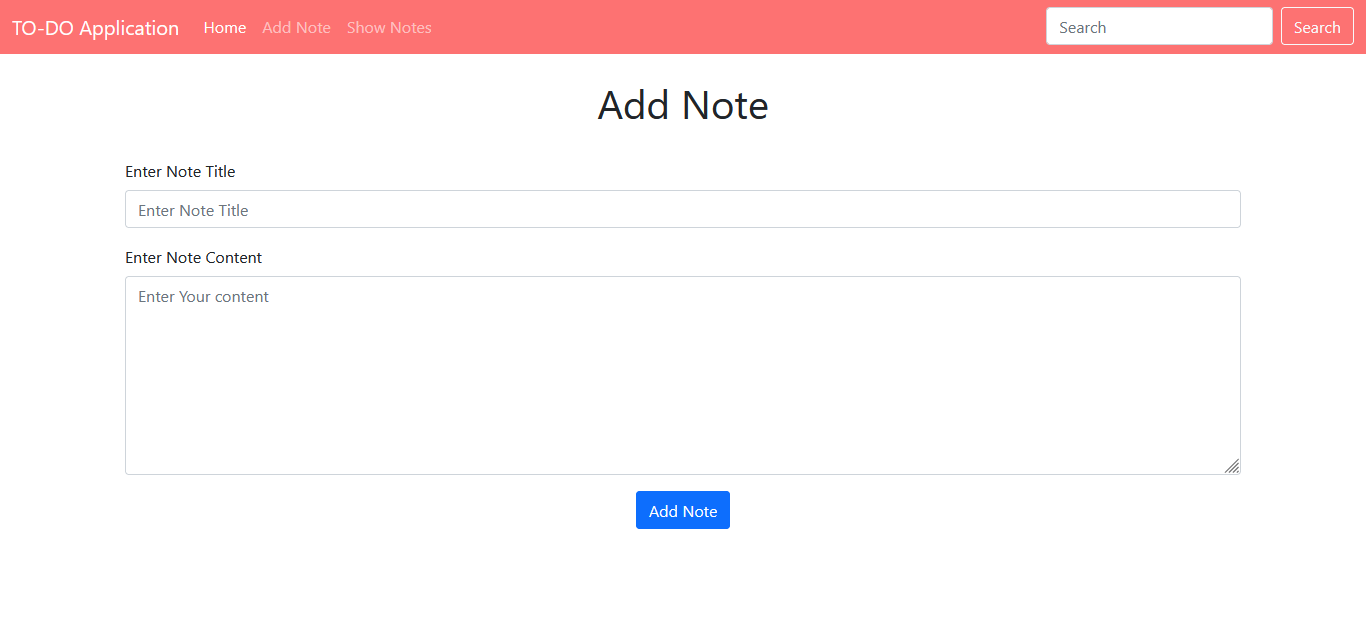 TO-DO Application Home Add Note Show Notes Search Search
Add Note
Enter Note Title
Enter Note Title
Enter Note Content
Enter Your content
Add Note